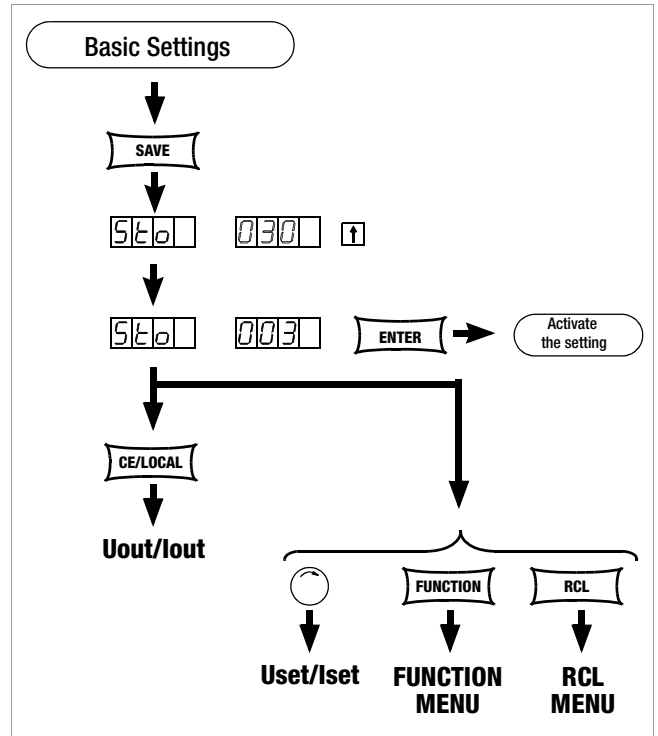 Basic Settings
SAVE
Sto 030 ↑
Sto 003 ENTER Activate
the setting
CE/LOCAL
Uout/Iout
FUNCTION RCL
Uset/Iset FUNCTION RCL
MENU MENU